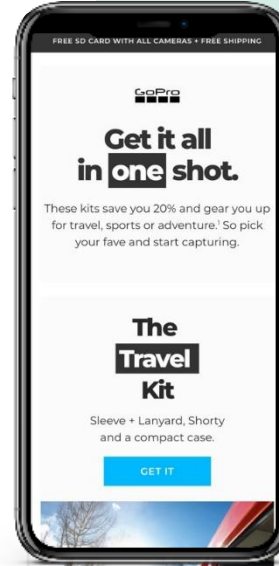 FREE SD CARD WITH ALL CAMERAS + FREE SHIPPING
GoPro
Get it all
in one shot.
These kits save you 20% and gear you up
for travel, sports or adventure.¹ So pick
your fave and start capturing.
The
Travel
Kit
Sleeve + Lanyard, Shorty
and a compact case.
GET IT